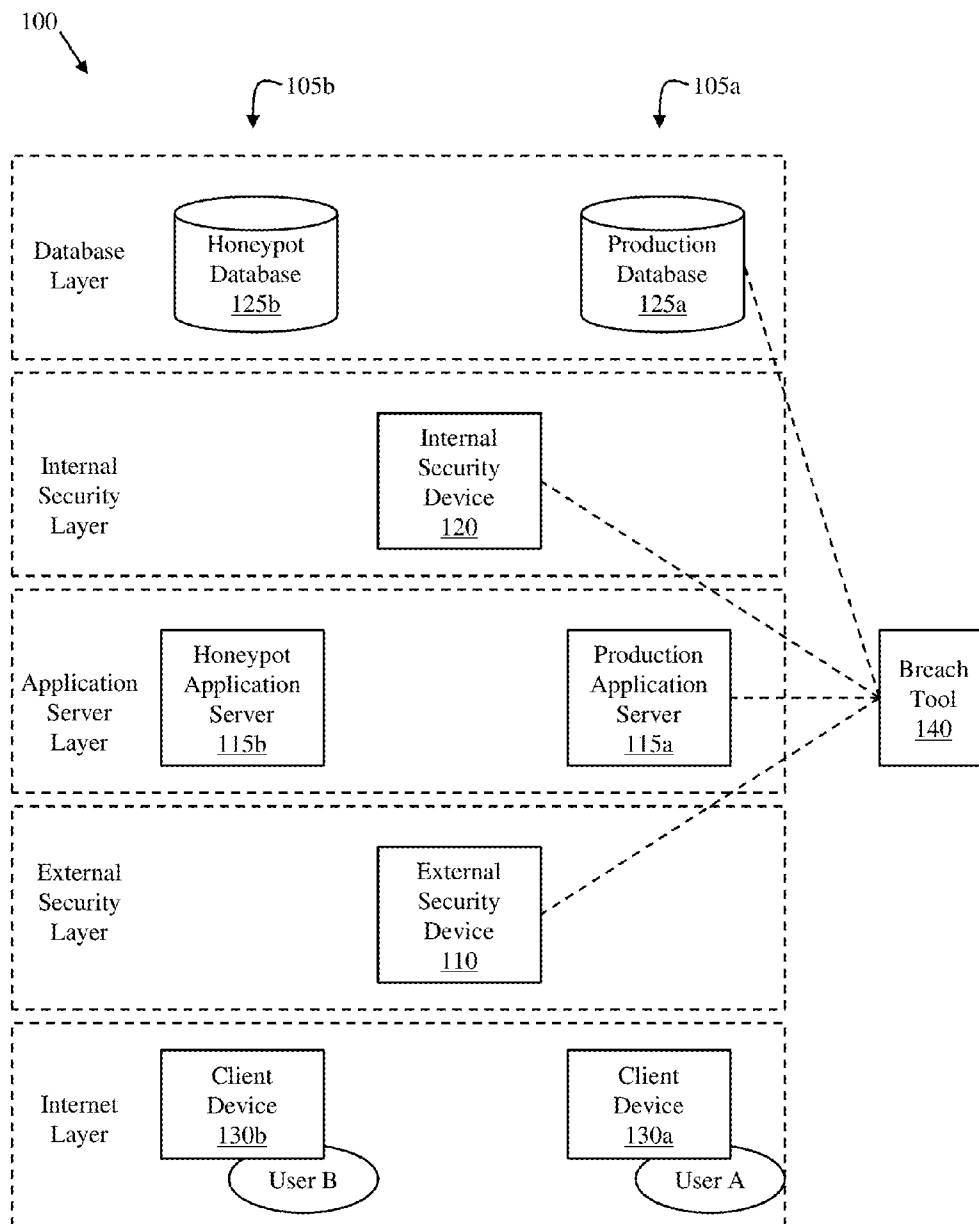 100
105b
105a
Database
Layer
Honeypot
Database
125b
Production
Database
125a
Internal
Security
Layer
Internal
Security
Device
120
Application
Server
Layer
Honeypot
Application
Server
115b
Production
Application
Server
115a
Breach
Tool
140
External
Security
Layer
External
Security
Device
110
Internet
Layer
Client
Device
130b
User B
Client
Device
130a
User A